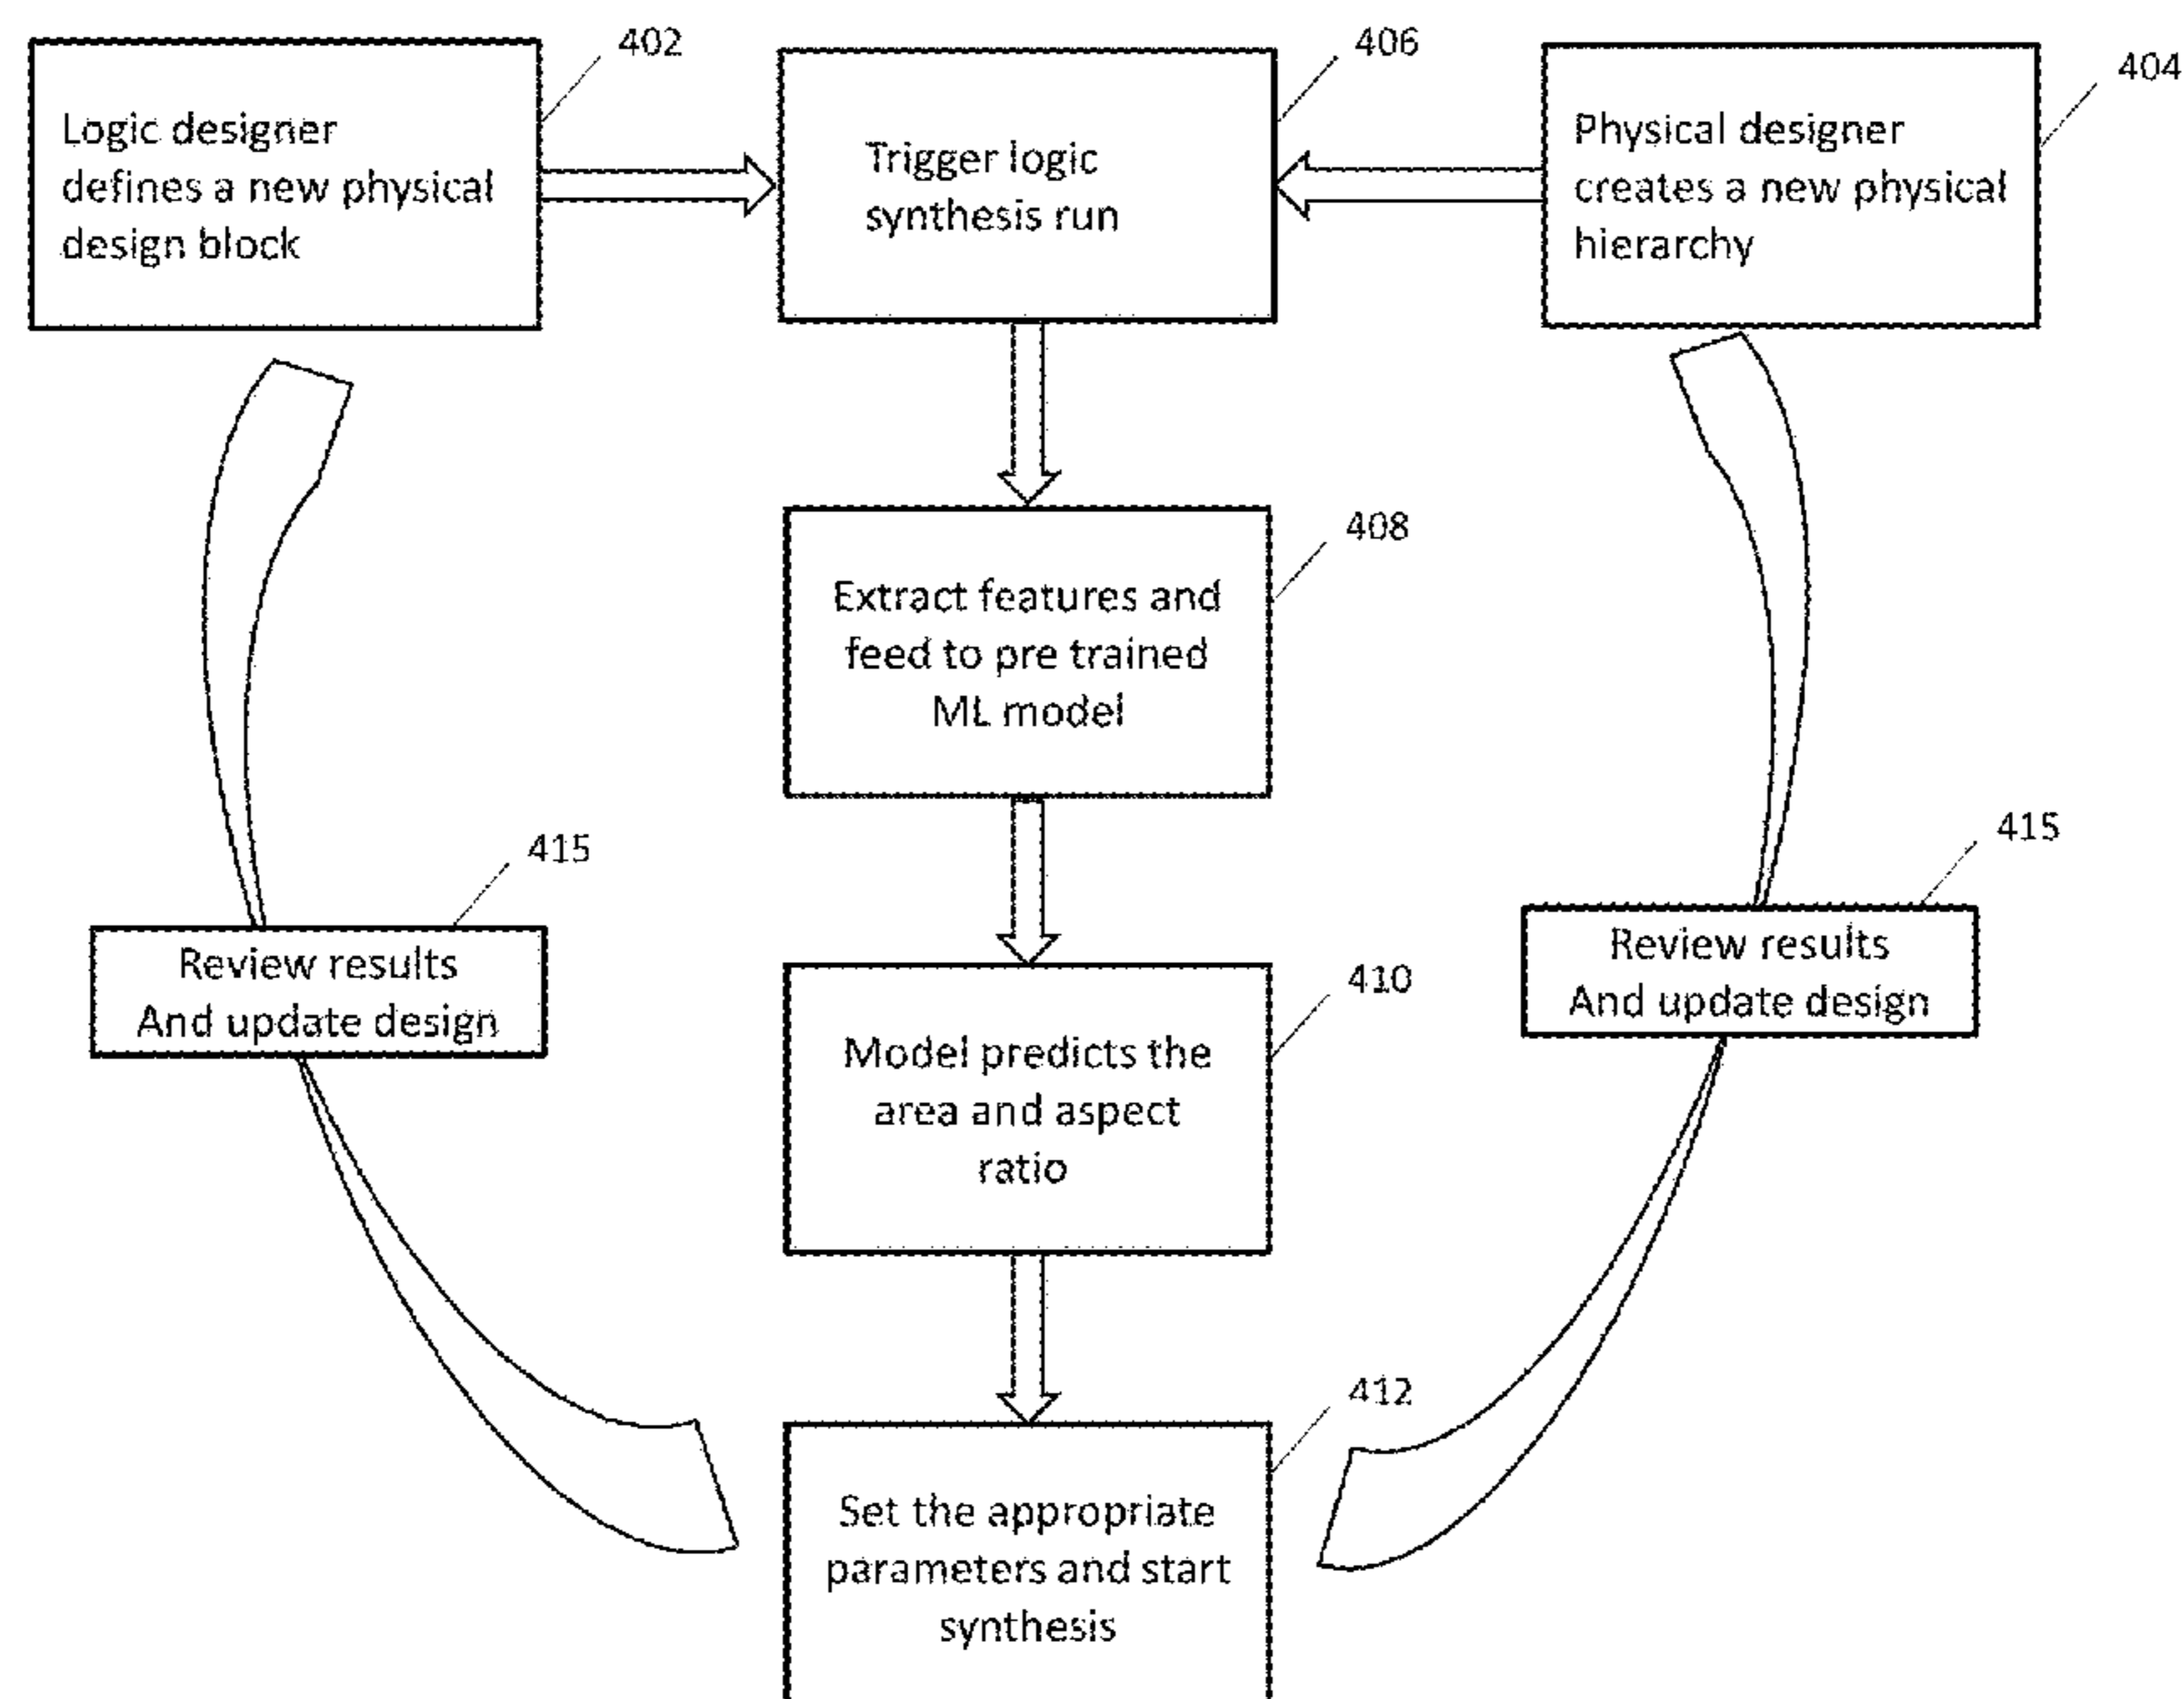 402
Logic designer
defines a new physical
design block
406
Trigger logic
synthesis run
404
Physical designer
creates a new physical
hierarchy
408
Extract features and
feed to pre trained
ML model
415
Review results
And update design
415
Review results
And update design
410
Model predicts the
area and aspect
ratio
412
Set the appropriate
parameters and start
synthesis